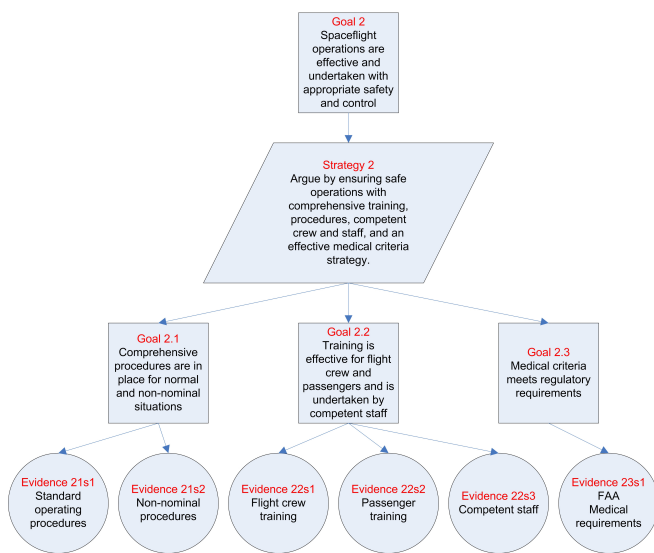 Goal 2
Spaceflight
operations are
effective and
undertaken with
appropriate safety
and control
Strategy 2
Argue by ensuring safe
operations with
comprehensive training,
procedures, competent
crew and staff, and an
effective medical criteria
strategy.
Goal 2.1
Comprehensive
procedures are in
place for normal
and non-nominal
situations
Goal 2.2
Training is
effective for flight
crew and
passengers and is
undertaken by
competent staff
Goal 2.3
Medical criteria
meets regulatory
requirements
Evidence 21s1
Standard
operating
procedures
Evidence 21s2
Non-nominal
procedures
Evidence 22s1
Flight crew
training
Evidence 22s2
Passenger
training
Evidence 22s3
Competent staff
Evidence 23s1
FAA
Medical
requirements